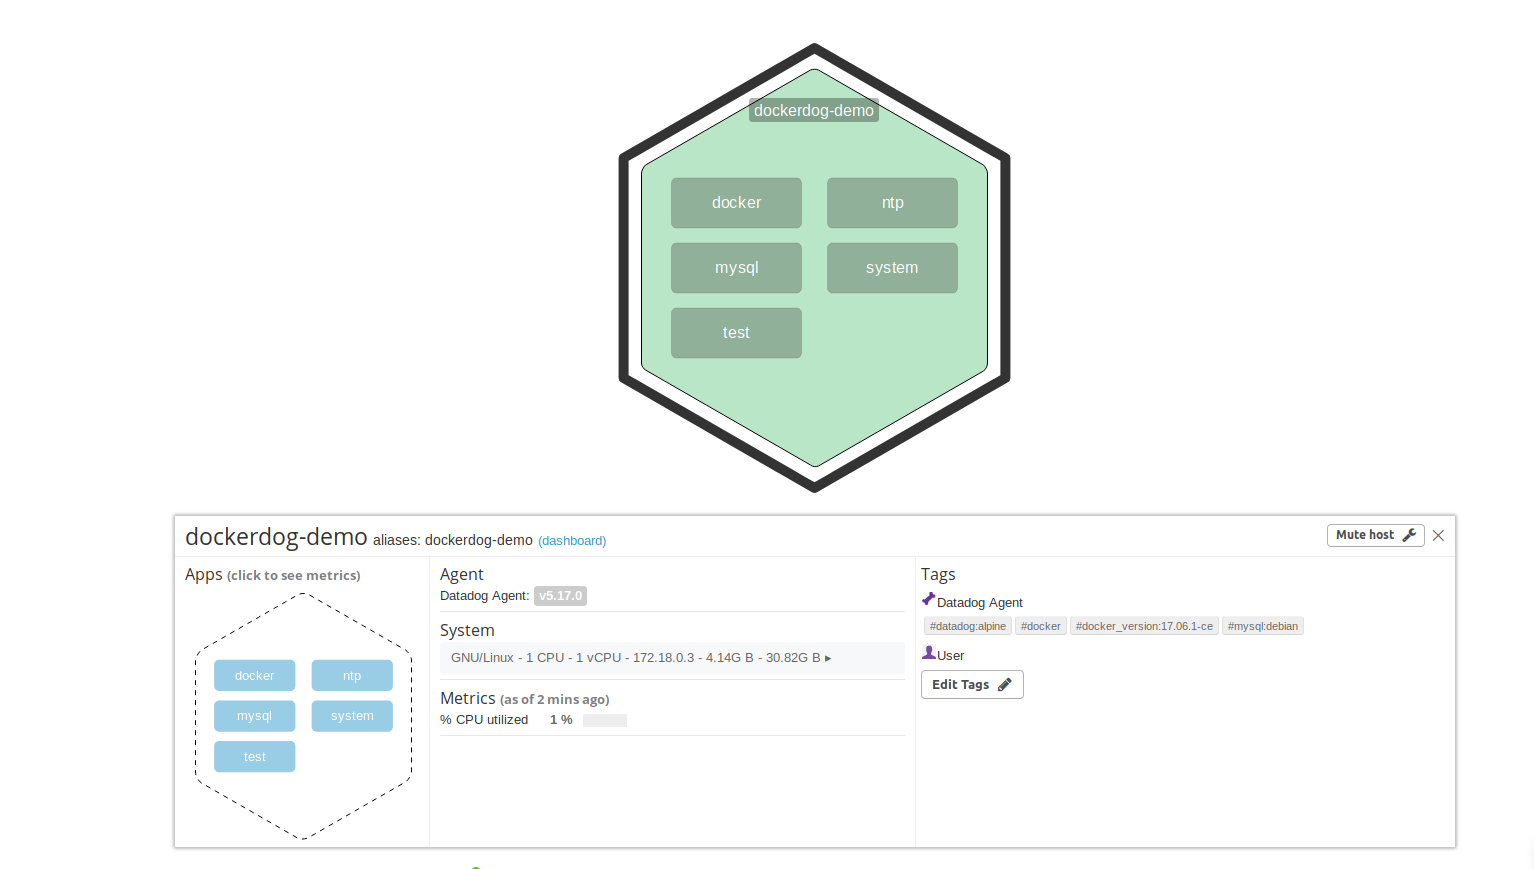 dockerdog-demo
docker ntp
mysql system
test
dockerdog-demo aliases: dockerdog-demo (dashboard) Mute host
Apps (click to see metrics)
docker ntp
mysql system
test
Agent
Datadog Agent: v5.17.0
System
GNU/Linux - 1 CPU - 1 vCPU - 172.18.0.3 - 4.14G B - 30.82G B ▸
Metrics (as of 2 mins ago)
% CPU utilized 1 %
Tags
Datadog Agent
#datadog:alpine #docker #docker_version:17.06.1-ce #mysql:debian
User
Edit Tags